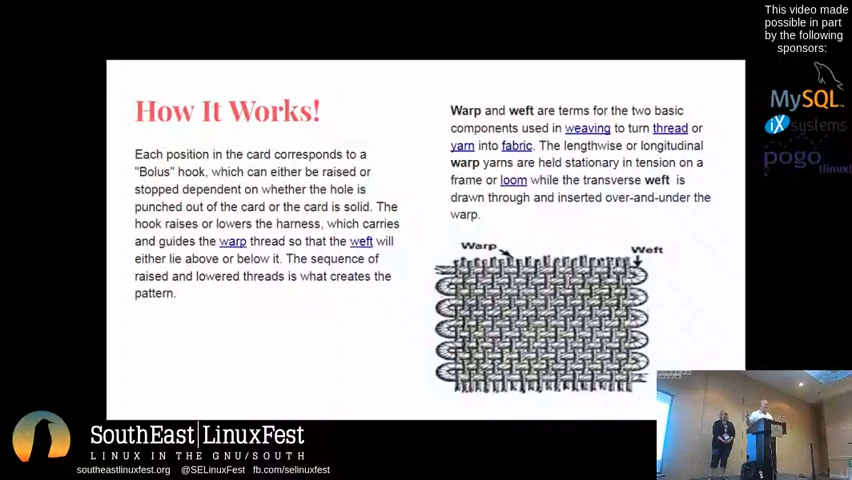 This video made
possible in part
by the following
sponsors:
MySQL
iX systems
pogo
linux
How It Works!
Each position in the card corresponds to a
"Bolus" hook, which can either be raised or
stopped dependent on whether the hole is
punched out of the card or the card is solid. The
hook raises or lowers the harness, which carries
and guides the warp thread so that the weft will
either lie above or below it. The sequence of
raised and lowered threads is what creates the
pattern.
Warp and weft are terms for the two basic
components used in weaving to turn thread or
yarn into fabric. The lengthwise or longitudinal
warp yarns are held stationary in tension on a
frame or loom while the transverse weft is
drawn through and inserted over-and-under the
warp.
Warp
Weft
SouthEast|LinuxFest
LINUX IN THE GNU/SOUTH
southeastlinuxfest.org @SELinuxFest fb.com/selinuxfest